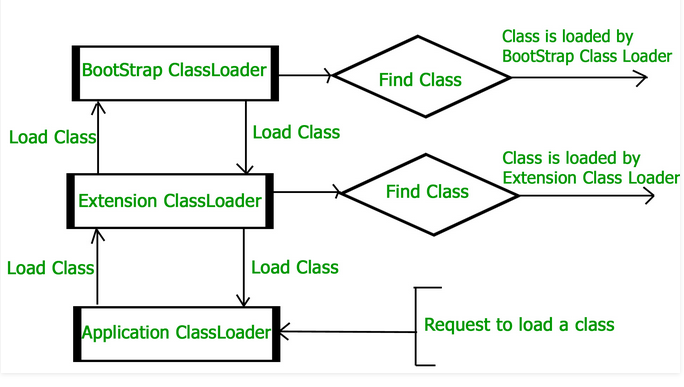 Class is loaded by
BootStrap Class Loader
BootStrap ClassLoader
Find Class
Load Class
Load Class
Class is loaded by
Extension Class Loader
Extension ClassLoader
Find Class
Load Class
Load Class
Application ClassLoader
Request to load a class